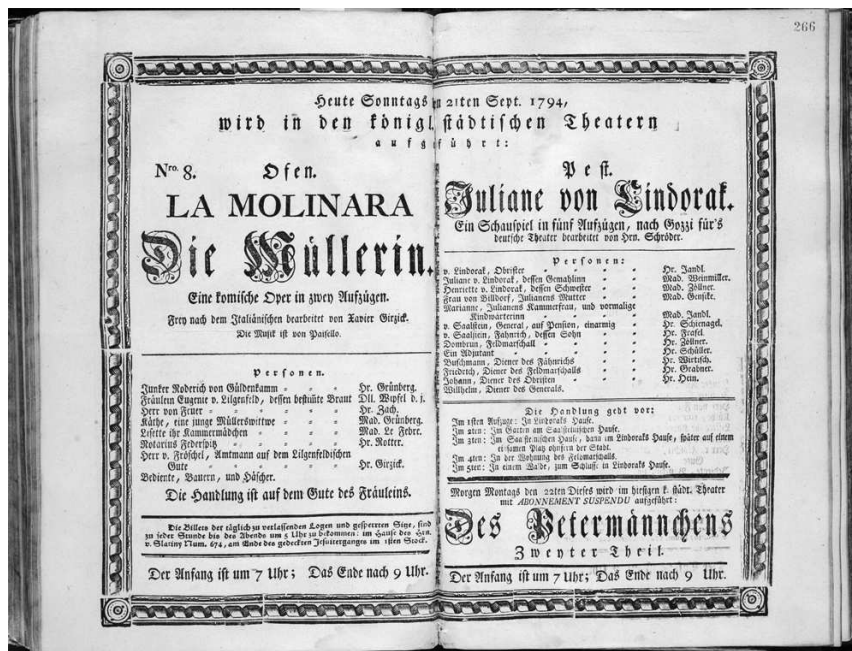 266
Heute Sonntags den 21ten Sept. 1794,
wird in den königl. städtischen Theatern
aufgeführt:
Nro. 8. Ofen.
LA MOLINARA
Die Müllerin.
Eine komische Oper in zwey Aufzügen.
Frey nach dem Italiänischen bearbeitet von Xavier Girzick.
Die Musik ist von Paisello.
Personen.
Junker Roderich von Güldenkamm - - - Hr. Grünberg.
Fräulein Eugenie v. Lilgenfeld, dessen bestimte Braut Dll. Wipfel d. j.
Herr von Feuer - - - - Hr. Zach.
Käthe, eine junge Müllerswittwe - - - Mad. Grünberg.
Lisette ihr Kammermädchen - - - Mad. Le Febre.
Notarius Federspitz - - - - Hr. Rotter.
Herr v. Fröschel, Amtmann auf dem Lilgenfeldischen
Gute - - - - Hr. Girzick.
Bediente, Bauern, und Häscher.
Die Handlung ist auf dem Gute des Fräuleins.
Die Billets der täglich zu verlassenden Logen und gesperrten Sitze, sind
zu jeder Stunde bis des Abends um 5 Uhr zu bekommen: im Hause des Hrn.
v. Slatiny Num. 674, am Ende des gedeckten Jesuiterganges im 1sten Stock.
Der Anfang ist um 7 Uhr; Das Ende nach 9 Uhr.
Pest.
Juliane von Lindorak.
Ein Schauspiel in fünf Aufzügen, nach Gozzi für's
deutsche Theater bearbeitet von Hrn. Schröder.
Personen:
v. Lindorak, Obrister - - - Hr. Jandl.
Juliane v. Lindorak, dessen Gemahlinn - - Mad. Weinmiller.
Henriette v. Lindorak, dessen Schwester - - Mad. Zöllner.
Frau von Billdorf, Julianens Mutter - - Mad. Gensike.
Marianne, Julianens Kammerfrau, und vormalige
Kindwarterinn - - - Mad. Jandl.
v. Saalstein, General, auf Pension, einarmig - Hr. Schienagel.
v. Saalstein, Fähnrich, dessen Sohn - - Hr. Frasel.
Dombrun, Feldmarschall - - - Hr. Zöllner.
Ein Adjutant - - - - Hr. Schüller.
Buschmann, Diener des Fähnrichs - - Hr. Wirtisch.
Friedrich, Diener des Feldmarschalls - - Hr. Grabner.
Johann, Diener des Obristen - - - Hr. Hein.
Willhelm, Diener des Generals.
Die Handlung geht vor:
Im 1sten Aufzuge: In Lindoraks Hause.
Im 2ten: Im Garten am Saalsteinischen Hause.
Im 3ten: Im Saalsteinischen Hause, dann im Lindoraks Hause, später auf einem
einsamen Platz ohnfern der Stadt.
Im 4ten: In der Wohnung des Feldmarschalls.
Im 5ten: In einem Walde, zum Schlusse in Lindoraks Hause.
Morgen Montags den 22ten Dieses wird im hiesigen k. städt. Theater
mit ABONNEMENT SUSPENDU aufgeführt:
Des Petermännchens
Zweyter Theil.
Der Anfang ist um 7 Uhr; Das Ende nach 9 Uhr.